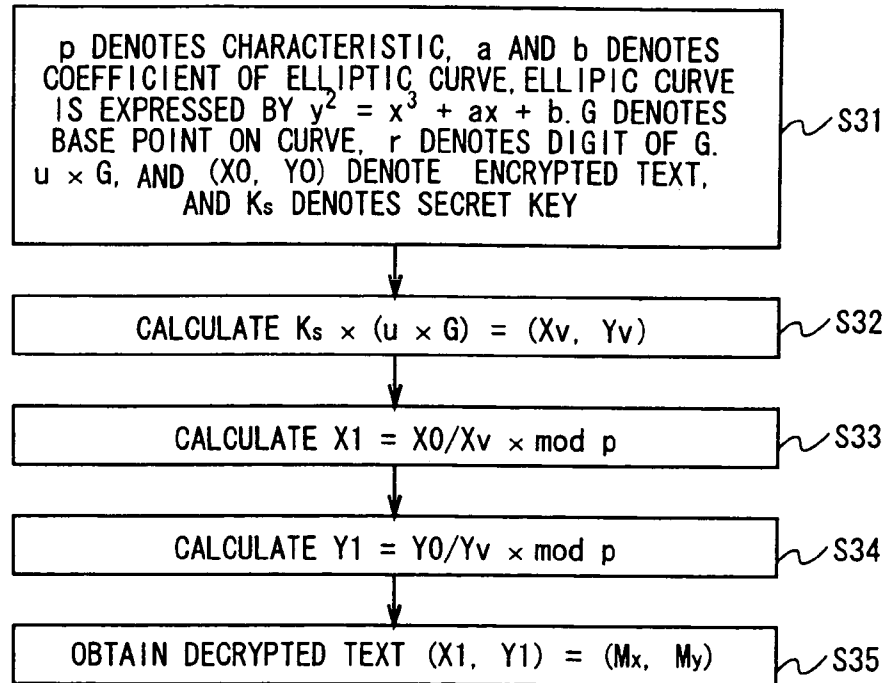 p DENOTES CHARACTERISTIC, a AND b DENOTES
COEFFICIENT OF ELLIPTIC CURVE, ELLIPIC CURVE
IS EXPRESSED BY y² = x³ + ax + b. G DENOTES
BASE POINT ON CURVE, r DENOTES DIGIT OF G.
u × G, AND (X0, Y0) DENOTE ENCRYPTED TEXT,
AND Ks DENOTES SECRET KEY
S31
CALCULATE Ks × (u × G) = (Xv, Yv)
S32
CALCULATE X1 = X0/Xv × mod p
S33
CALCULATE Y1 = Y0/Yv × mod p
S34
OBTAIN DECRYPTED TEXT (X1, Y1) = (Mx, My)
S35